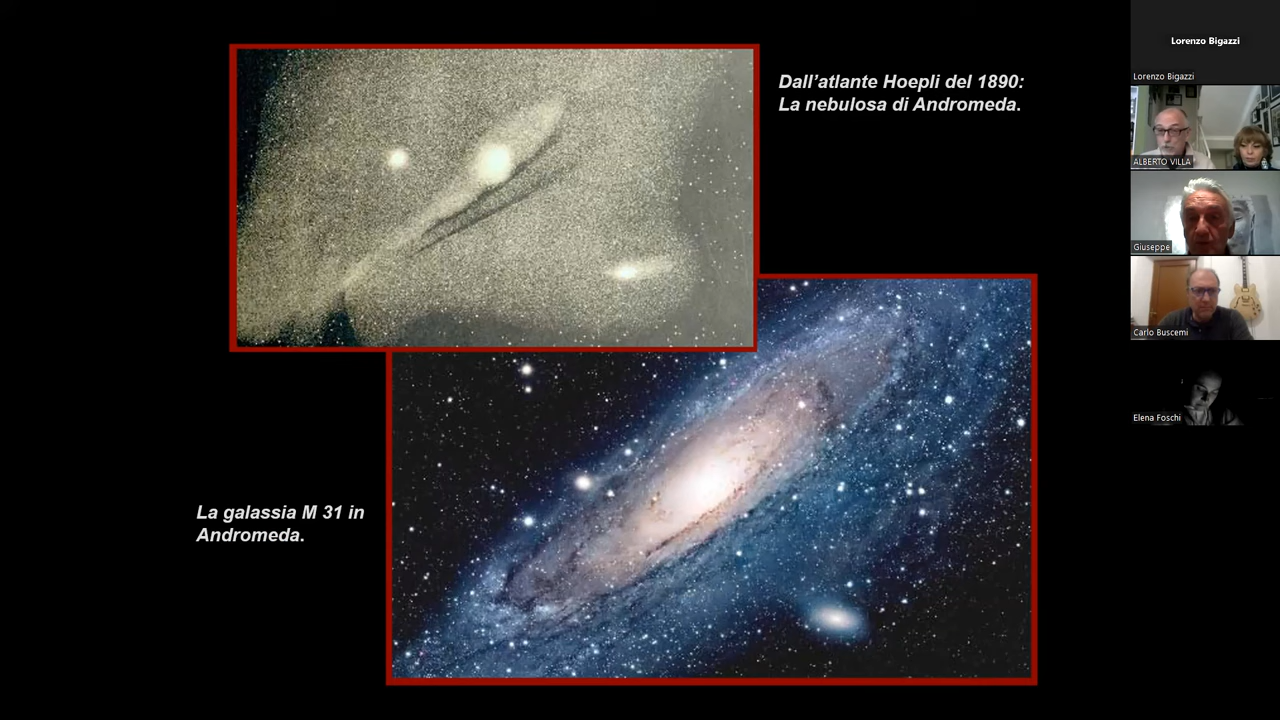 Dall'atlante Hoepli del 1890:
La nebulosa di Andromeda.
La galassia M 31 in
Andromeda.
Lorenzo Bigazzi
Lorenzo Bigazzi
ALBERTO VILLA
Giuseppe
Carlo Buscemi
Elena Foschi